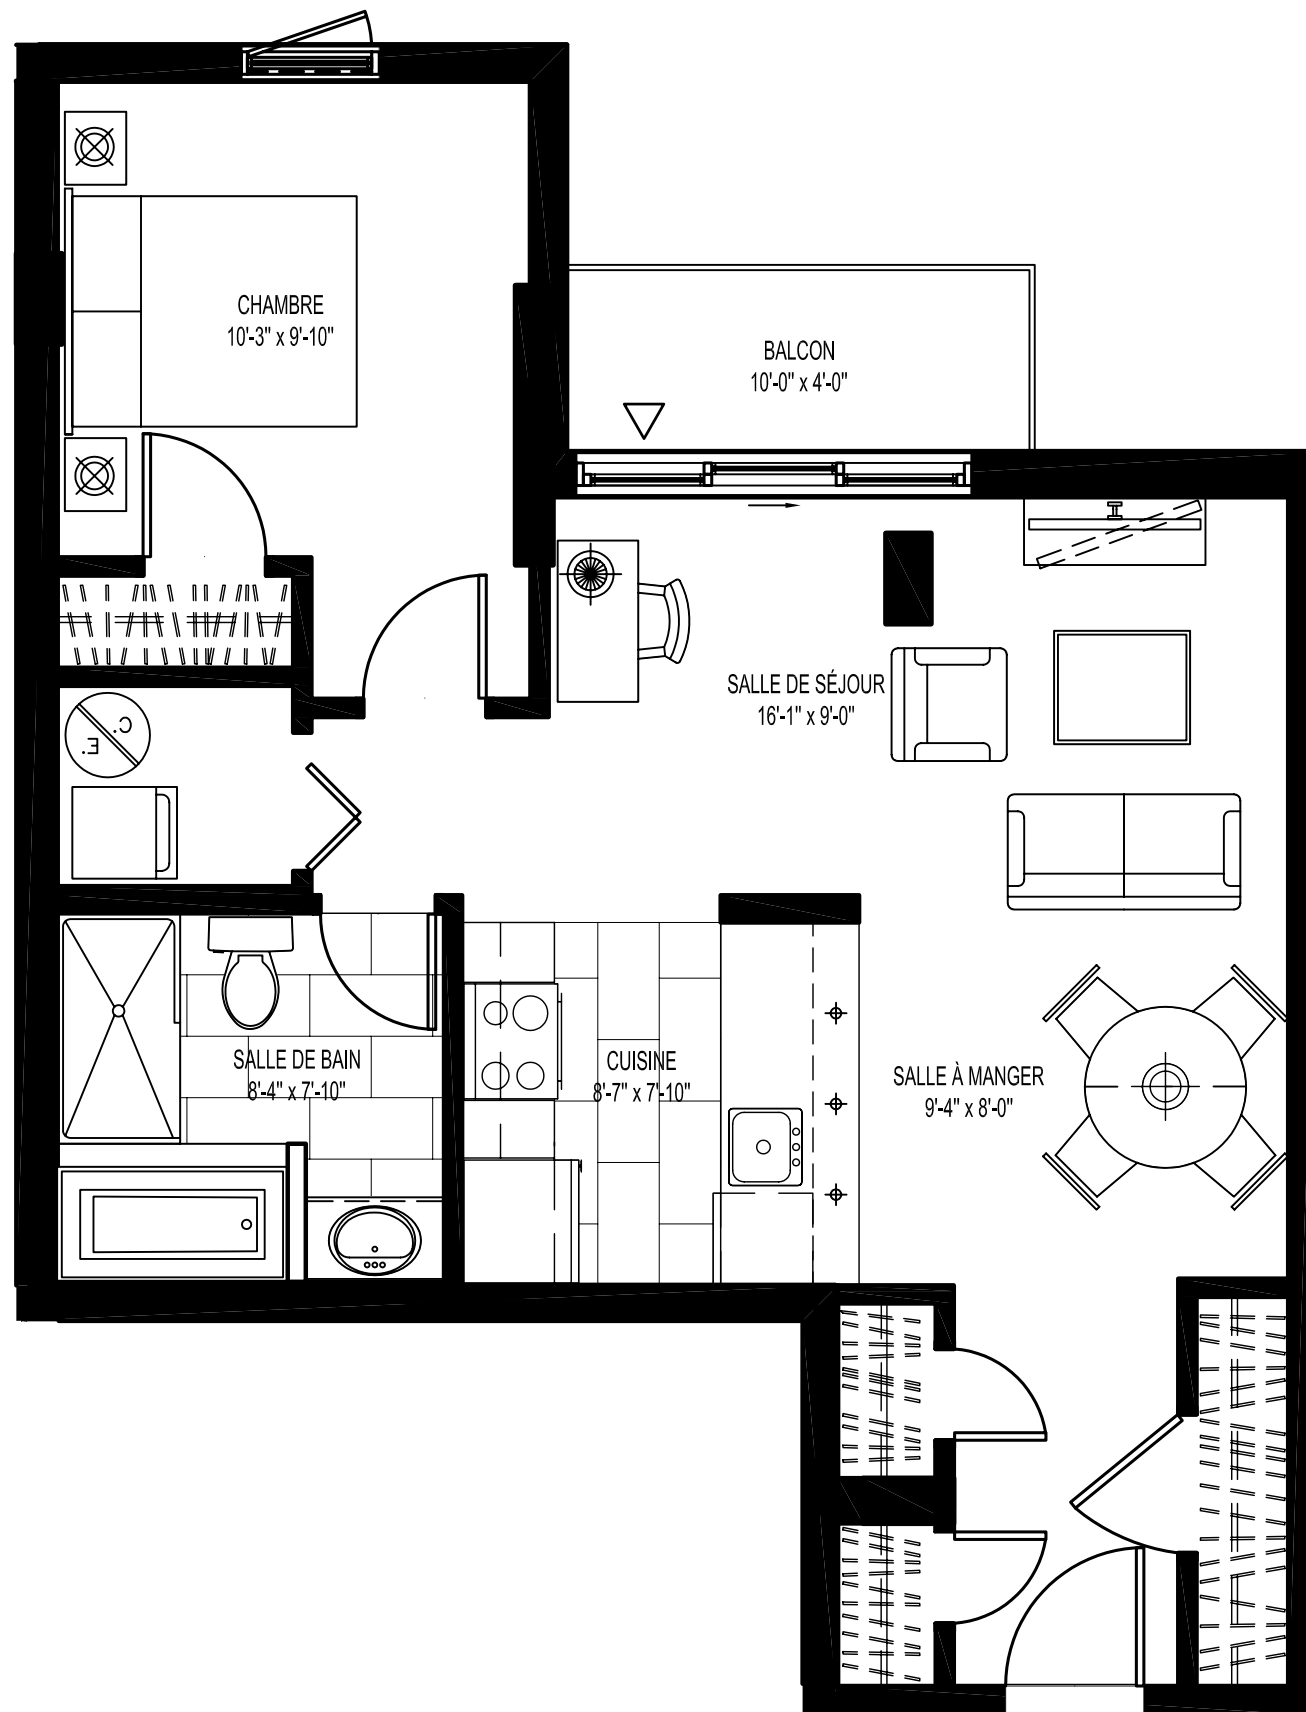 CHAMBRE
10'-3" x 9'-10"
BALCON
10'-0" x 4'-0"
SALLE DE SÉJOUR
16'-1" x 9'-0"
C.
E.
SALLE DE BAIN
8'-4" x 7'-10"
CUISINE
8'-7" x 7'-10"
SALLE À MANGER
9'-4" x 8'-0"